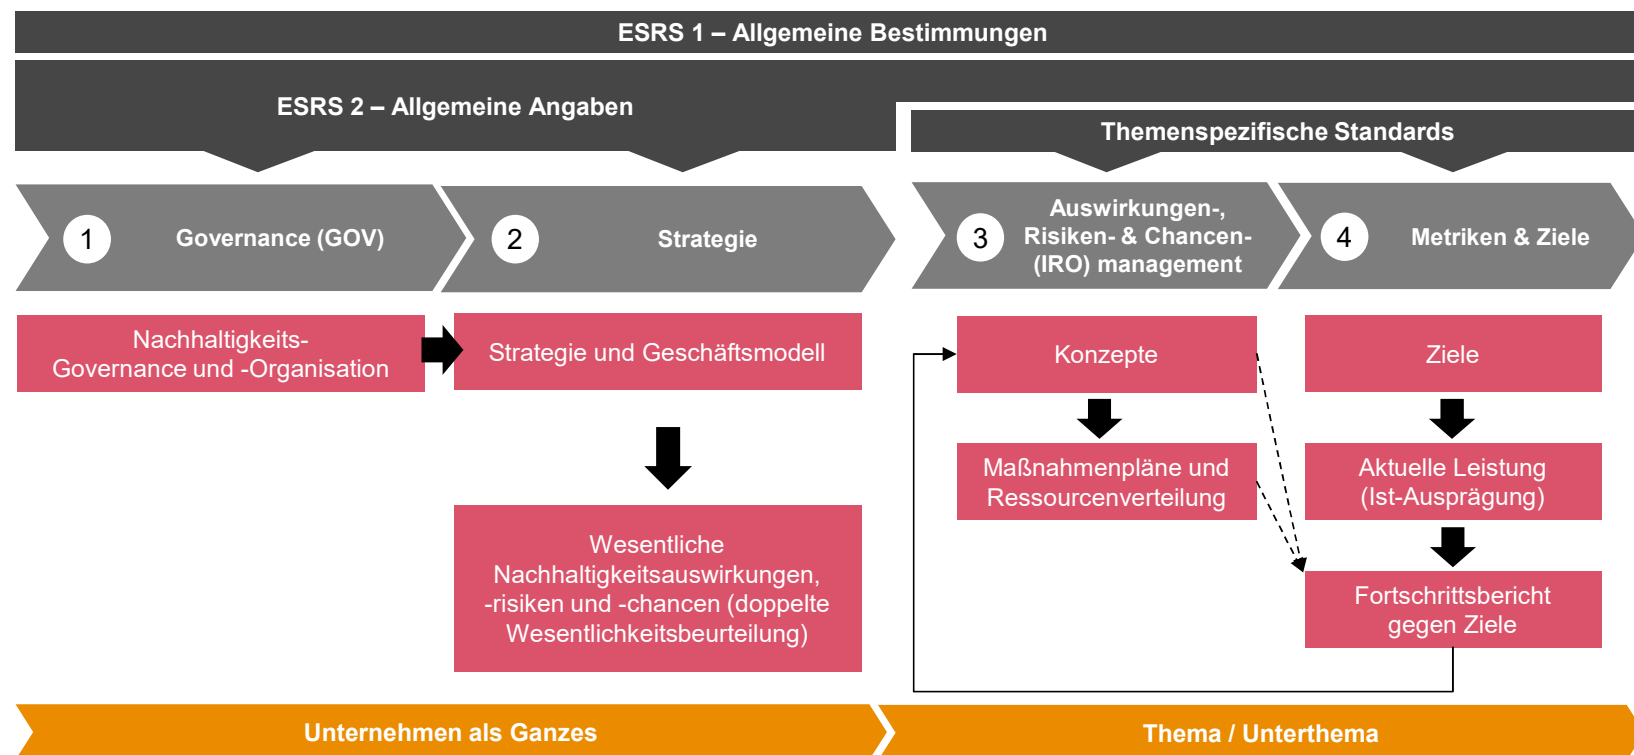 ESRS 1 – Allgemeine Bestimmungen
ESRS 2 – Allgemeine Angaben
Themenspezifische Standards
1
Governance (GOV)
2
Strategie
3
Auswirkungen-,
Risiken- & Chancen-
(IRO) management
4
Metriken & Ziele
Nachhaltigkeits-
Governance und -Organisation
Strategie und Geschäftsmodell
Wesentliche
Nachhaltigkeitsauswirkungen,
-risiken und -chancen (doppelte
Wesentlichkeitsbeurteilung)
Konzepte
Maßnahmenpläne und
Ressourcenverteilung
Ziele
Aktuelle Leistung
(Ist-Ausprägung)
Fortschrittsbericht
gegen Ziele
Unternehmen als Ganzes
Thema / Unterthema